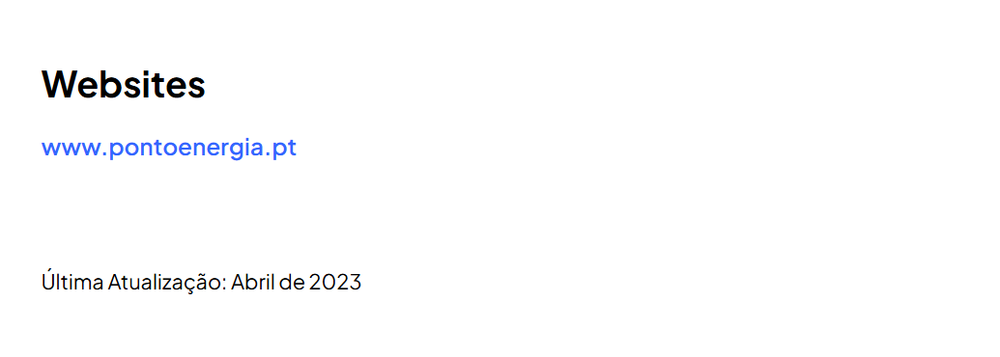 Websites
www.pontoenergia.pt
Última Atualização: Abril de 2023